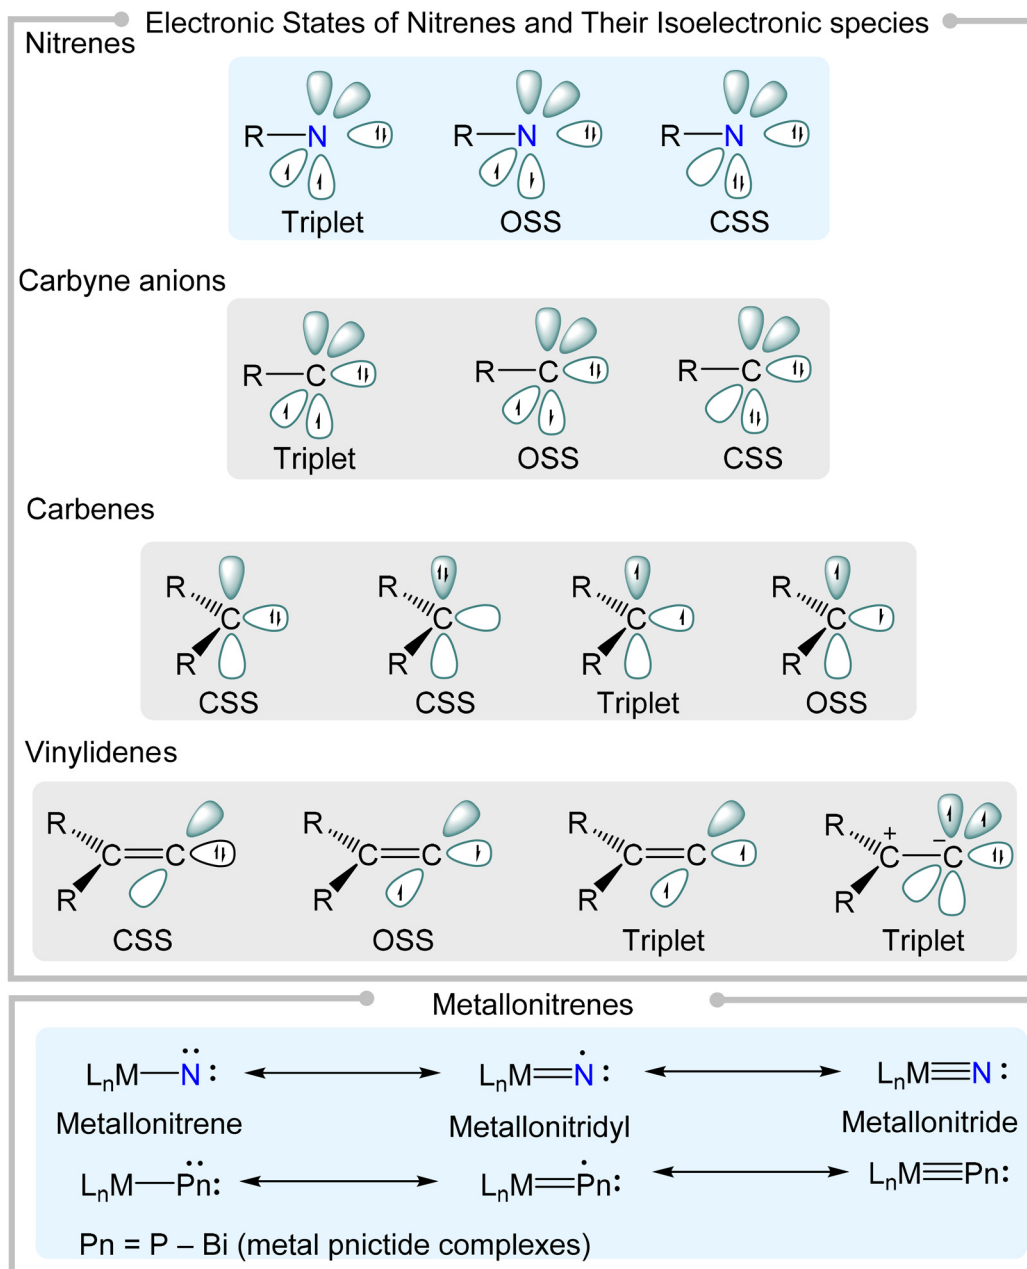 Electronic States of Nitrenes and Their Isoelectronic species
Nitrenes
R N R N R N
Triplet OSS CSS
Carbyne anions
R C R C R C
Triplet OSS CSS
Carbenes
R R R R
C C C C
R R R R
CSS CSS Triplet OSS
Vinylidenes
R R R R + −
C C C C C C C C
R R R R
CSS OSS Triplet Triplet
Metallonitrenes
LₙM—N̈: ⟷ LₙM=Ṅ: ⟷ LₙM≡N:
Metallonitrene Metallonitridyl Metallonitride
LₙM—P̈n: ⟷ LₙM=Ṗn: ⟷ LₙM≡Pn:
Pn = P – Bi (metal pnictide complexes)